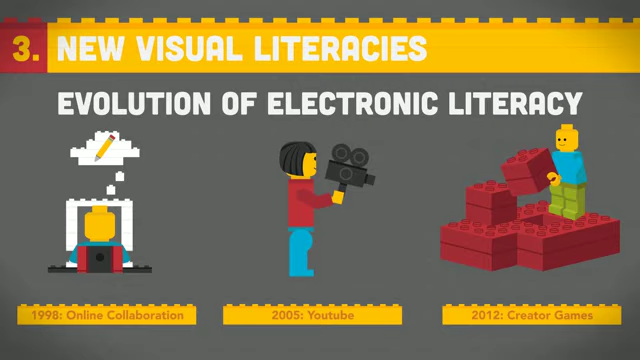 3. NEW VISUAL LITERACIES
EVOLUTION OF ELECTRONIC LITERACY
1998: Online Collaboration
2005: Youtube
2012: Creator Games